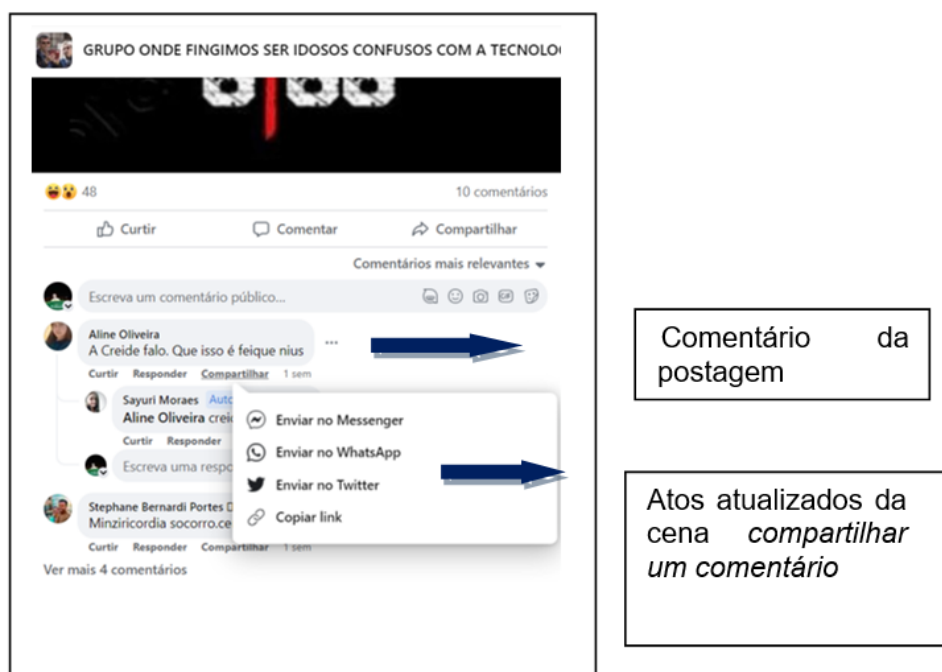 GRUPO ONDE FINGIMOS SER IDOSOS CONFUSOS COM A
48
10 comentários
Curtir
Comentar
Compartilhar
Comentários mais relevantes
Escreva um comentário público...
GIF
Aline Oliveira
A Creide falo. Que isso é feique nius
Curtir Responder Compartilhar 1 sem
Sayuri Moraes
Aline Oliveira
Curtir Responder
Escreva uma
Enviar no Messenger
Enviar no WhatsApp
Enviar no Twitter
Copiar link
Stephane Bernardi Portes
Minziricordia
Curtir Responder Compartilhar 1 sem
Ver mais 4 comentários
Comentário da
postagem
Atos atualizados da
cena compartilhar
um comentário